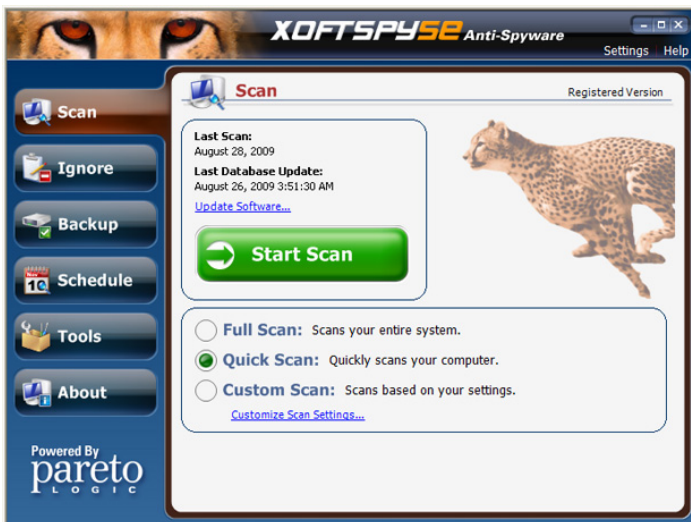 XOFTSPYSE Anti-Spyware
Settings Help
Scan
Ignore
Backup
Nov
10
Schedule
Tools
About
Powered By
pareto
LOGIC
Scan
Registered Version
Last Scan:
August 28, 2009
Last Database Update:
August 26, 2009 3:51:30 AM
Update Software...
Start Scan
Full Scan: Scans your entire system.
Quick Scan: Quickly scans your computer.
Custom Scan: Scans based on your settings.
Customize Scan Settings...